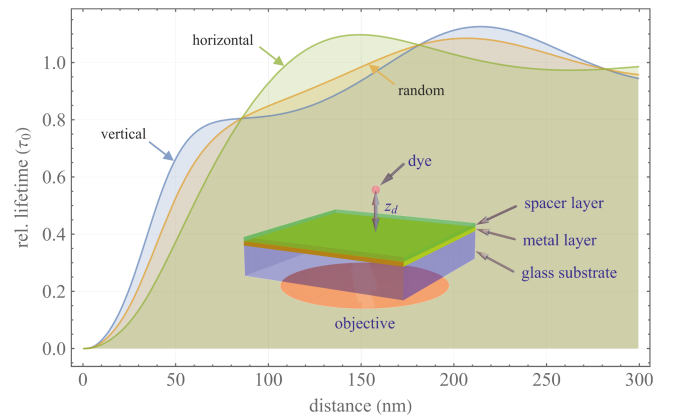 rel. lifetime (τ0)
1.0
0.8
0.6
0.4
0.2
0.0
horizontal
random
vertical
dye
zd
spacer layer
metal layer
glass substrate
objective
0 50 100 150 200 250 300
distance (nm)